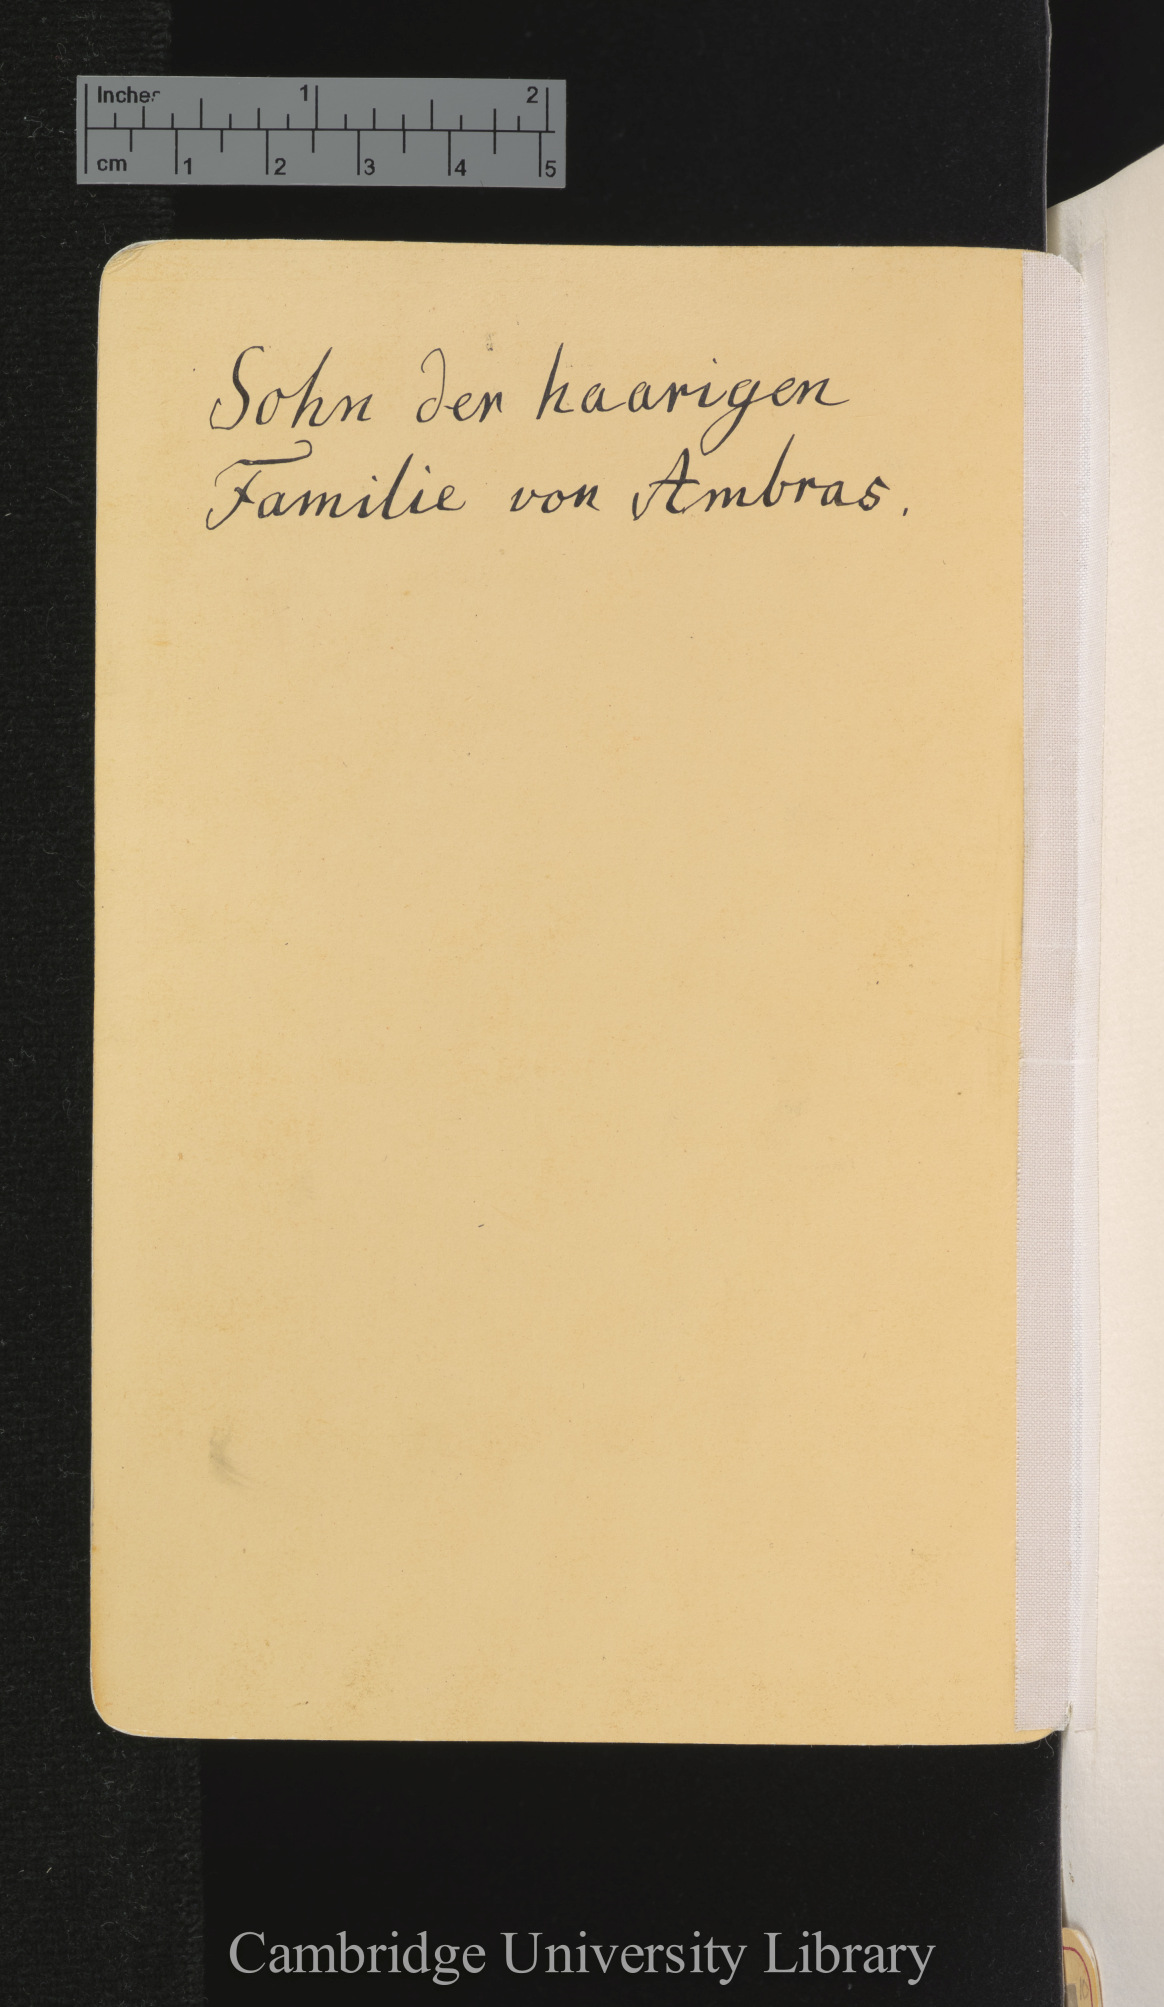 Inches 1 2
cm 1 2 3 4 5
Sohn der haarigen
Familie von Ambras.
Cambridge University Library